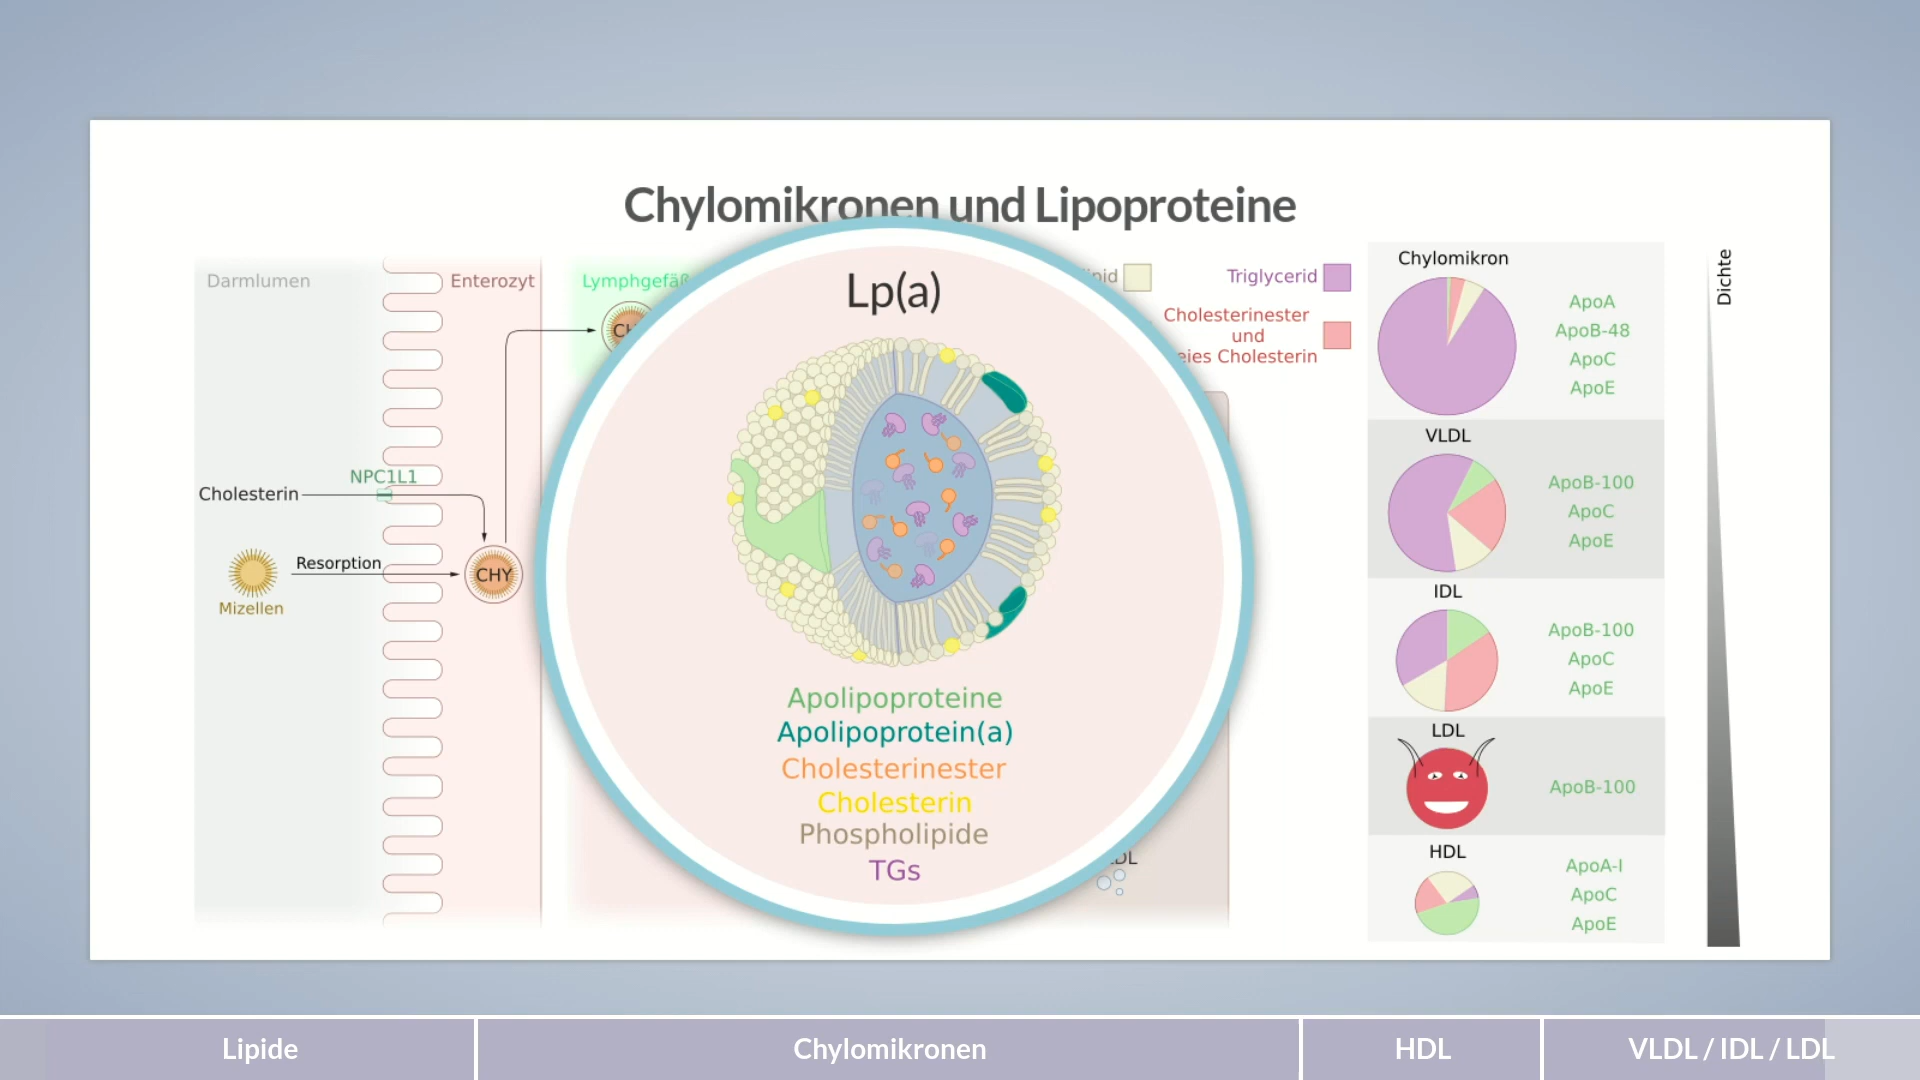 Chylomikronen und Lipoproteine
Darmlumen
Enterozyt
Lymphgefäß
Cholesterin
NPC1L1
Resorption
Mizellen
CHY
Lp(a)
Apolipoproteine
Apolipoprotein(a)
Cholesterinester
Cholesterin
Phospholipide
TGs
Triglycerid
Cholesterinester
und
Cholesterin
Chylomikron
ApoA
ApoB-48
ApoC
ApoE
VLDL
ApoB-100
ApoC
ApoE
IDL
ApoB-100
ApoC
ApoE
LDL
ApoB-100
HDL
ApoA-I
ApoC
ApoE
Dichte
Lipide
Chylomikronen
HDL
VLDL / IDL / LDL